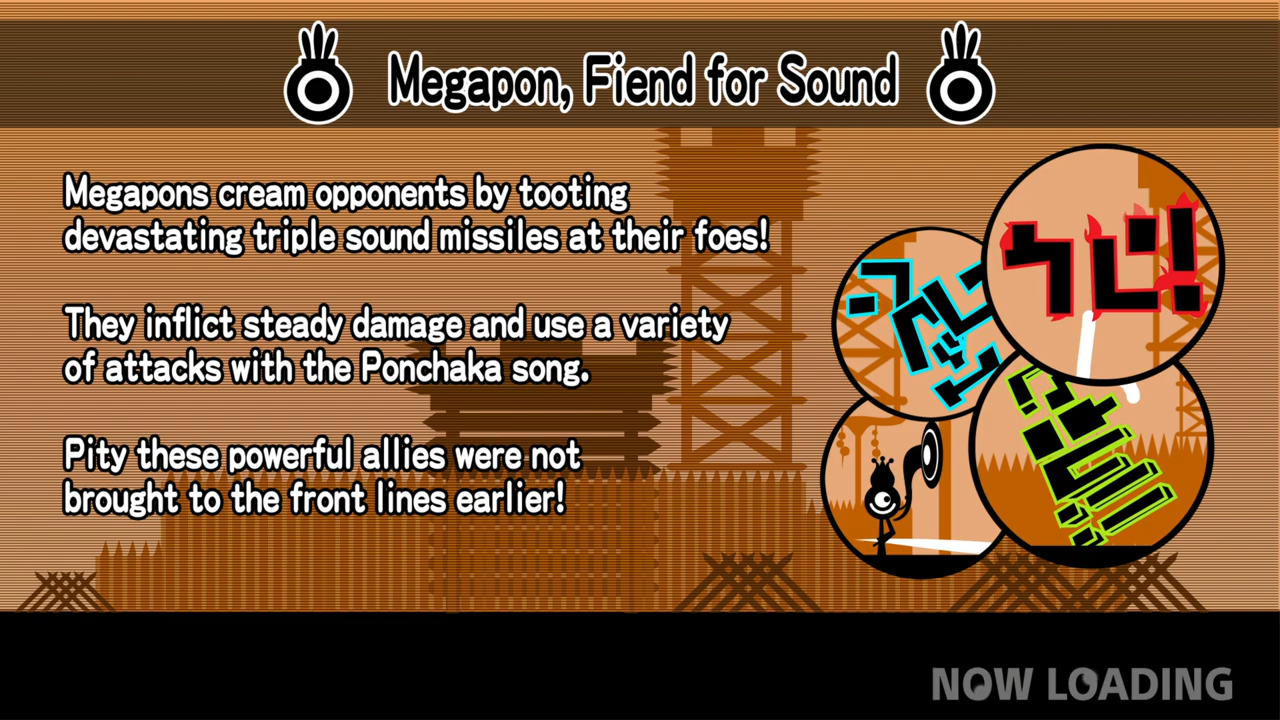 Megapon, Fiend for Sound
Megapons cream opponents by tooting
devastating triple sound missiles at their foes!
They inflict steady damage and use a variety
of attacks with the Ponchaka song.
Pity these powerful allies were not
brought to the front lines earlier!
NOW LOADING